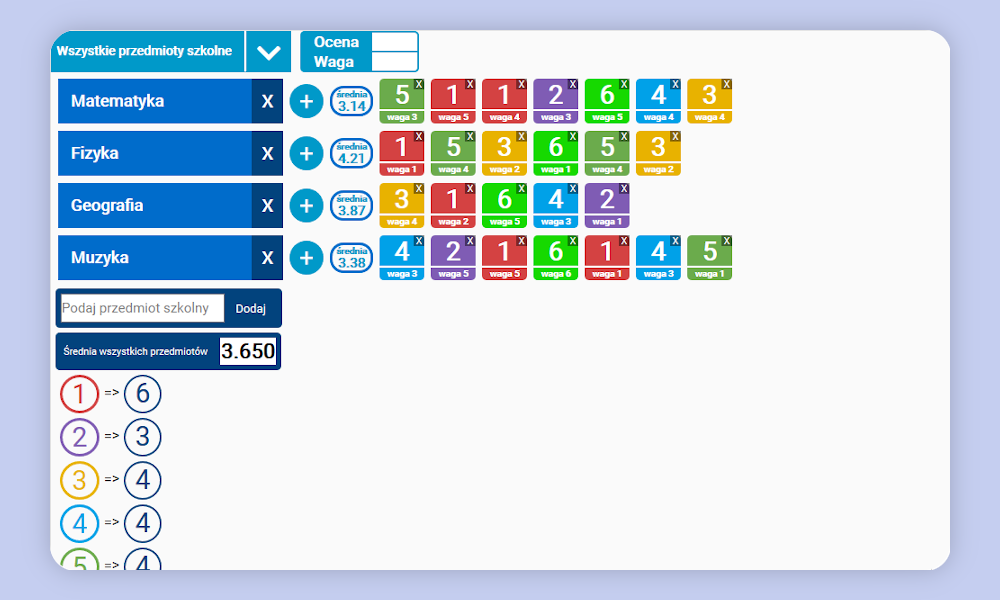 Wszystkie przedmioty szkolne
Ocena
Waga
Matematyka X + średnia 3.14 5 X waga 3 1 X waga 5 1 X waga 4 2 X waga 3 6 X waga 5 4 X waga 4 3 X waga 4
Fizyka X + średnia 4.21 1 X waga 1 5 X waga 4 3 X waga 2 6 X waga 1 5 X waga 4 3 X waga 2
Geografia X + średnia 3.87 3 X waga 4 1 X waga 2 6 X waga 5 4 X waga 3 2 X waga 1
Muzyka X + średnia 3.38 4 X waga 3 2 X waga 5 1 X waga 5 6 X waga 6 1 X waga 1 4 X waga 3 5 X waga 1
Podaj przedmiot szkolny Dodaj
Średnia wszystkich przedmiotów 3.650
1 => 6
2 => 3
3 => 4
4 => 4
5 => 4